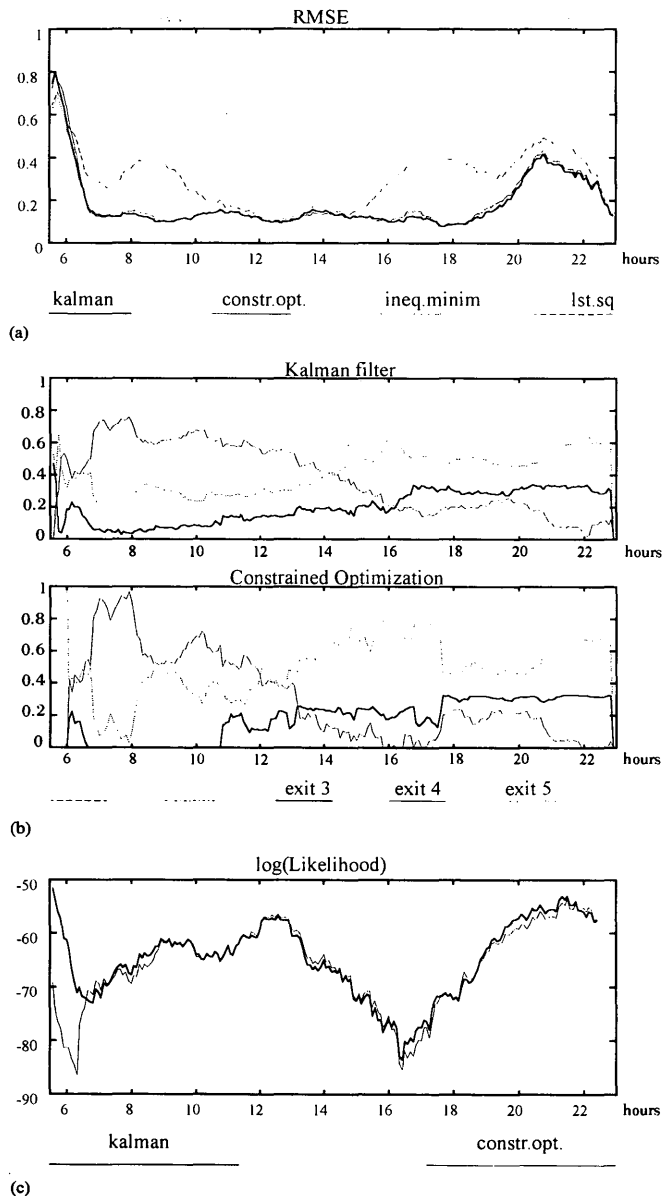 RMSE
1
0.8
0.6
0.4
0.2
0
6 8 10 12 14 16 18 20 22 hours
kalman constr.opt. ineq.minim lst.sq
(a)
Kalman filter
1
0.8
0.6
0.4
0.2
0
6 8 10 12 14 16 18 20 22
hours
Constrained Optimization
1
0.8
0.6
0.4
0.2
0
6 8 10 12 14 16 18 20 22 hours
exit 3 exit 4 exit 5
(b)
log(Likelihood)
-50
-60
-70
-80
-90
6 8 10 12 14 16 18 20 22 hours
kalman constr.opt.
(c)